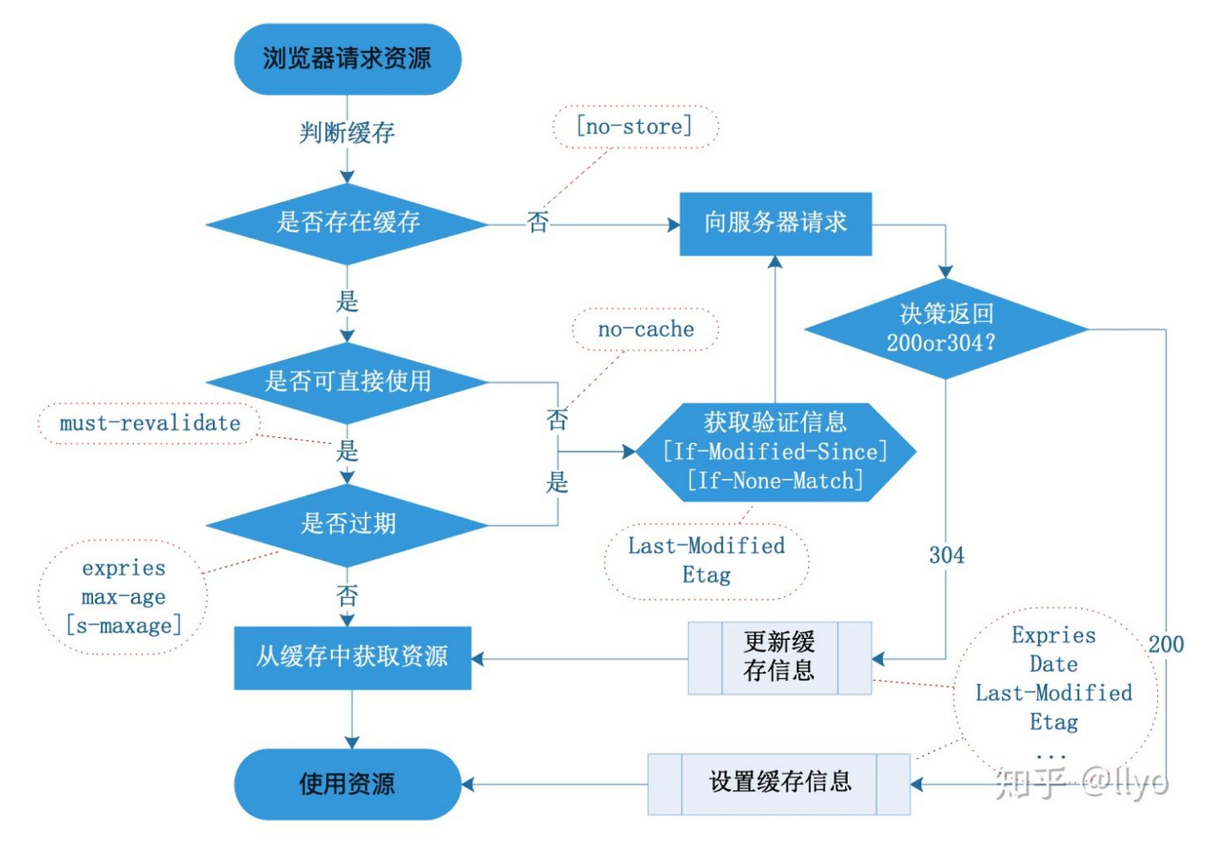 浏览器请求资源
判断缓存
[no-store]
是否存在缓存
否
向服务器请求
是
决策返回
200or304？
no-cache
是否可直接使用
must-revalidate
否
获取验证信息
[If-Modified-Since]
[If-None-Match]
是
是
是否过期
Last-Modified
Etag
304
expries
max-age
[s-maxage]
否
从缓存中获取资源
更新缓
存信息
Expries
Date
Last-Modified
Etag
...
200
使用资源
设置缓存信息
知乎 @llyo